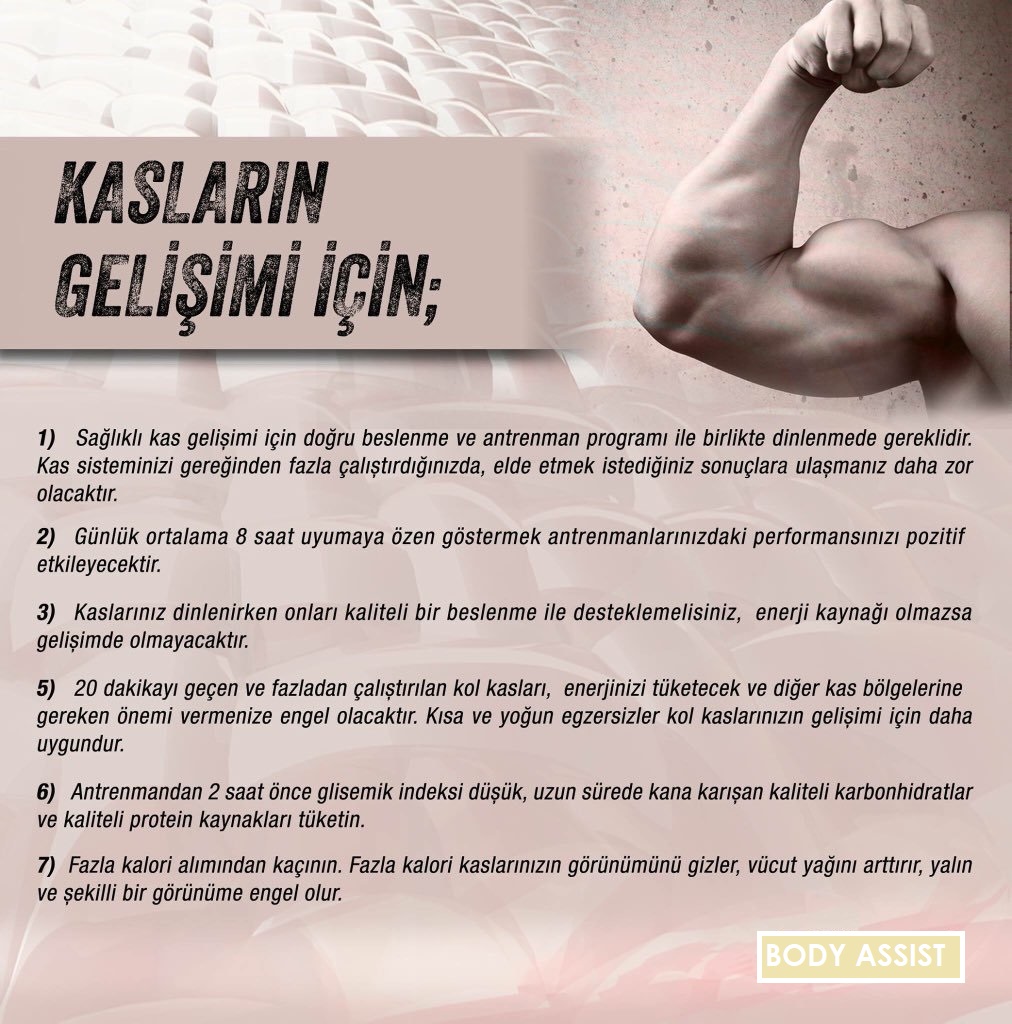 KASLARIN
GELİŞİMİ İÇİN;
1) Sağlıklı kas gelişimi için doğru beslenme ve antrenman programı ile birlikte dinlenmede gereklidir.
Kas sisteminizi gereğinden fazla çalıştırdığınızda, elde etmek istediğiniz sonuçlara ulaşmanız daha zor
olacaktır.
2) Günlük ortalama 8 saat uyumaya özen göstermek antrenmanlarınızdaki performansınızı pozitif
etkileyecektir.
3) Kaslarınız dinlenirken onları kaliteli bir beslenme ile desteklemelisiniz, enerji kaynağı olmazsa
gelişimde olmayacaktır.
5) 20 dakikayı geçen ve fazladan çalıştırılan kol kasları, enerjinizi tüketecek ve diğer kas bölgelerine
gereken önemi vermenize engel olacaktır. Kısa ve yoğun egzersizler kol kaslarınızın gelişimi için daha
uygundur.
6) Antrenmandan 2 saat önce glisemik indeksi düşük, uzun sürede kana karışan kaliteli karbonhidratlar
ve kaliteli protein kaynakları tüketin.
7) Fazla kalori alımından kaçının. Fazla kalori kaslarınızın görünümünü gizler, vücut yağını arttırır, yalın
ve şekilli bir görünüme engel olur.
BODY ASSIST